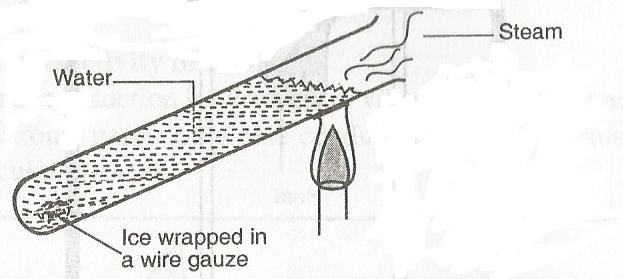 Steam
Water
Ice wrapped in
a wire gauze